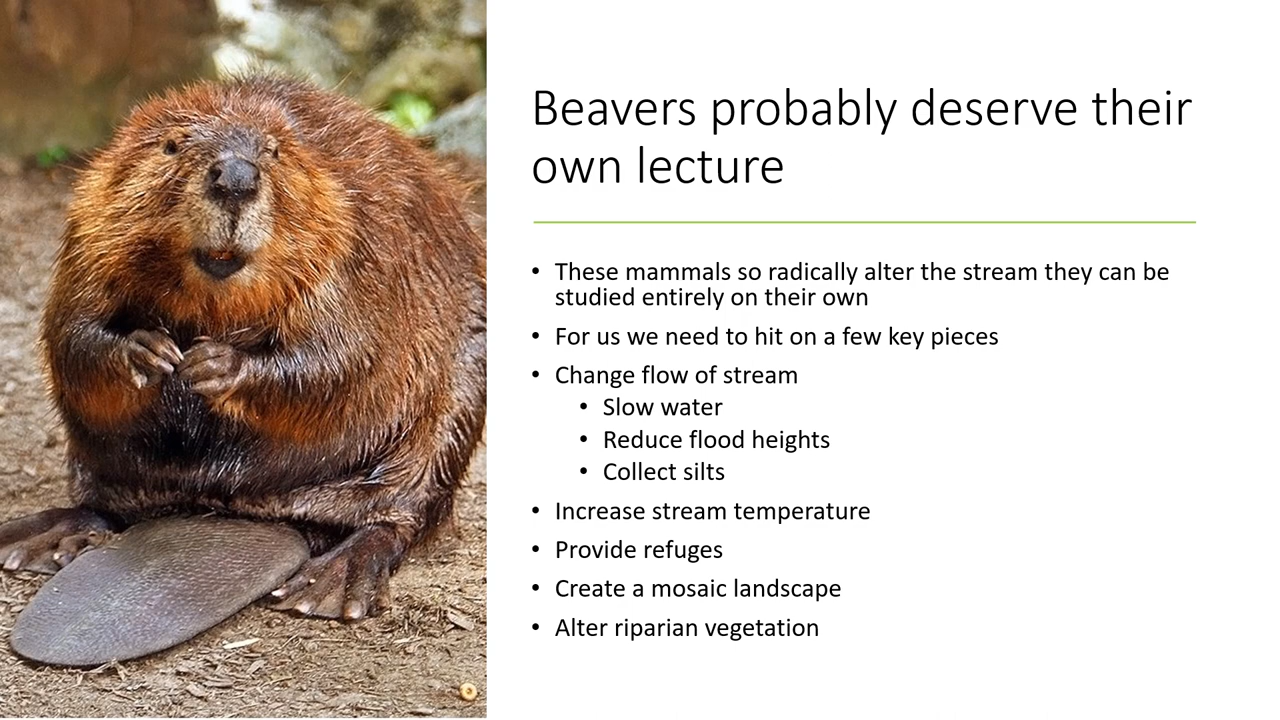 Beavers probably deserve their
own lecture
• These mammals so radically alter the stream they can be
studied entirely on their own
• For us we need to hit on a few key pieces
• Change flow of stream
• Slow water
• Reduce flood heights
• Collect silts
• Increase stream temperature
• Provide refuges
• Create a mosaic landscape
• Alter riparian vegetation